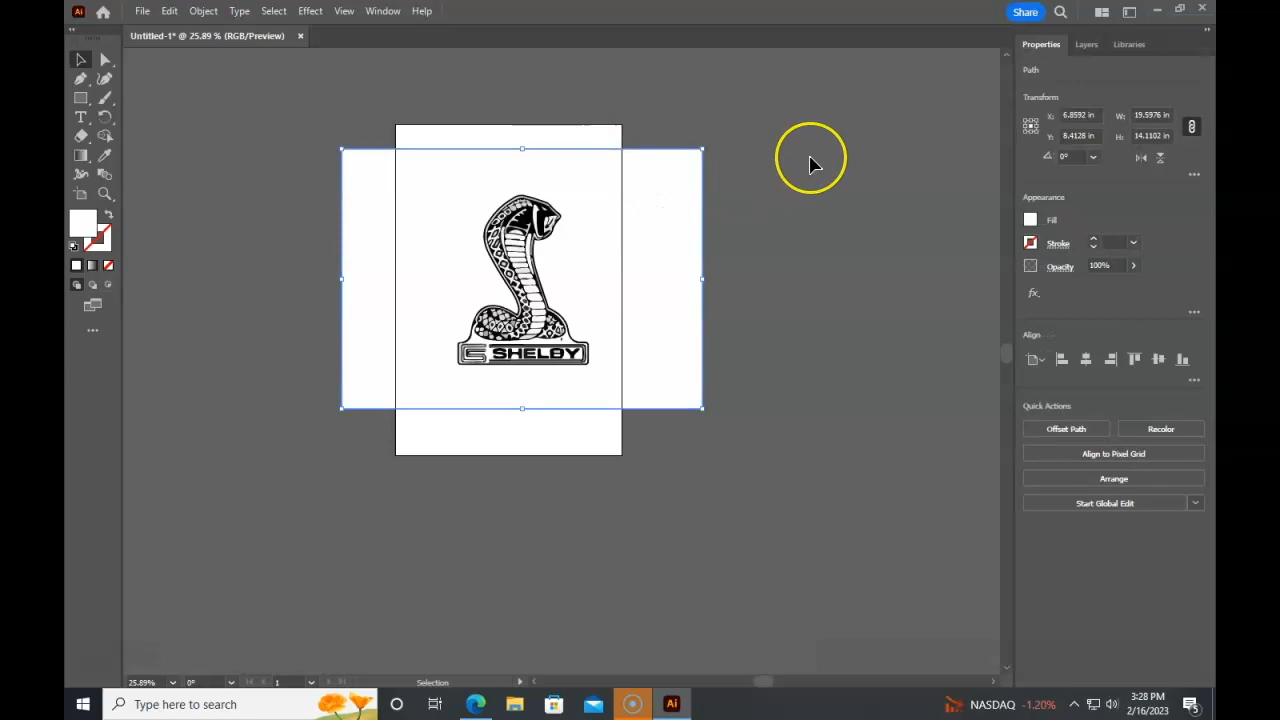 Ai File Edit Object Type Select Effect View Window Help Share
Untitled-1* @ 25.89 % (RGB/Preview) ×
Properties Layers Libraries
Path
Transform
X: 6.8592 in W: 19.5976 in
Y: 8.4128 in H: 14.1102 in
0°
Appearance
Fill
Stroke
Opacity 100%
fx.
Align
Quick Actions
Offset Path Recolor
Align to Pixel Grid
Arrange
Start Global Edit
SHELBY
25.89% 0° 1 Selection
Type here to search
Ai
NASDAQ -1.20%
3:28 PM
2/16/2023
5